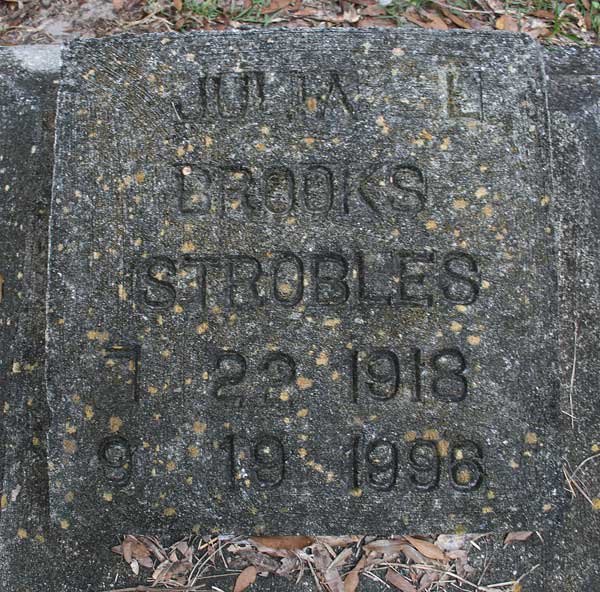 JULIA L
BROOKS
STROBLES
7 22 1918
9 19 1996